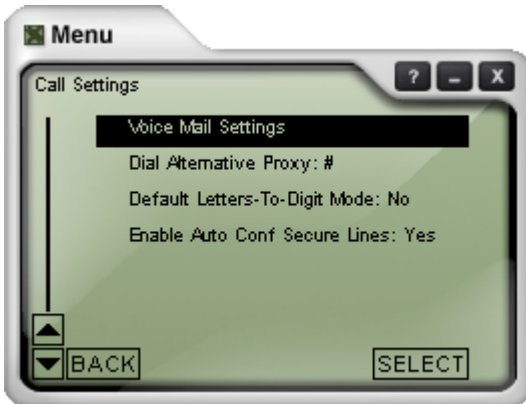 Menu
Call Settings
? – X
Voice Mail Settings
Dial Alternative Proxy: #
Default Letters-To-Digit Mode: No
Enable Auto Conf Secure Lines: Yes
BACK SELECT